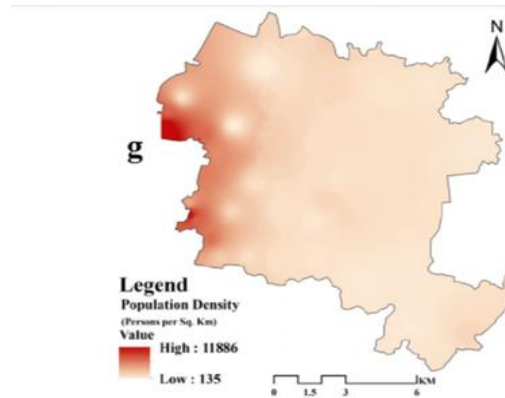 N
g
Legend
Population Density
(Persons per Sq. Km)
Value
High : 11886
Low : 135
KM
0 1.5 3 6